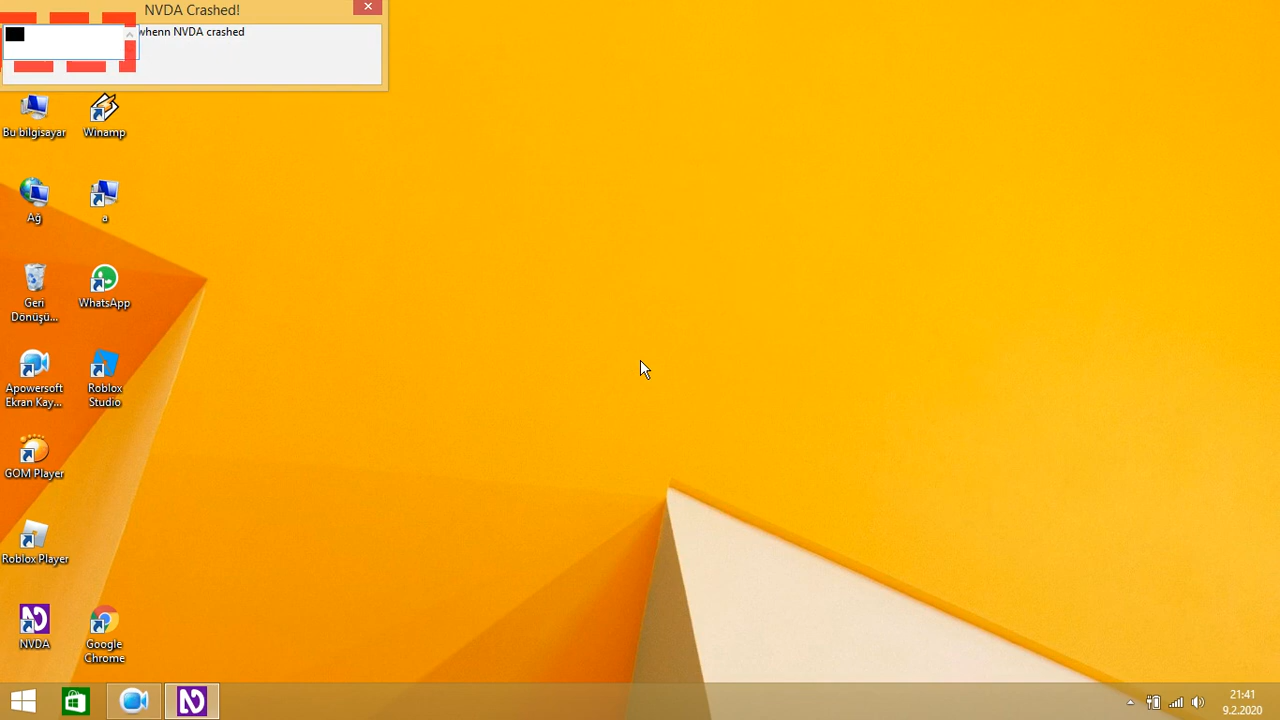 NVDA Crashed!
whenn NVDA crashed
Bu bilgisayar
Winamp
Ağ
a
Geri
Dönüşü...
WhatsApp
Apowersoft
Ekran Kay...
Roblox
Studio
GOM Player
Roblox Player
NVDA
Google
Chrome
21:41
9.2.2020